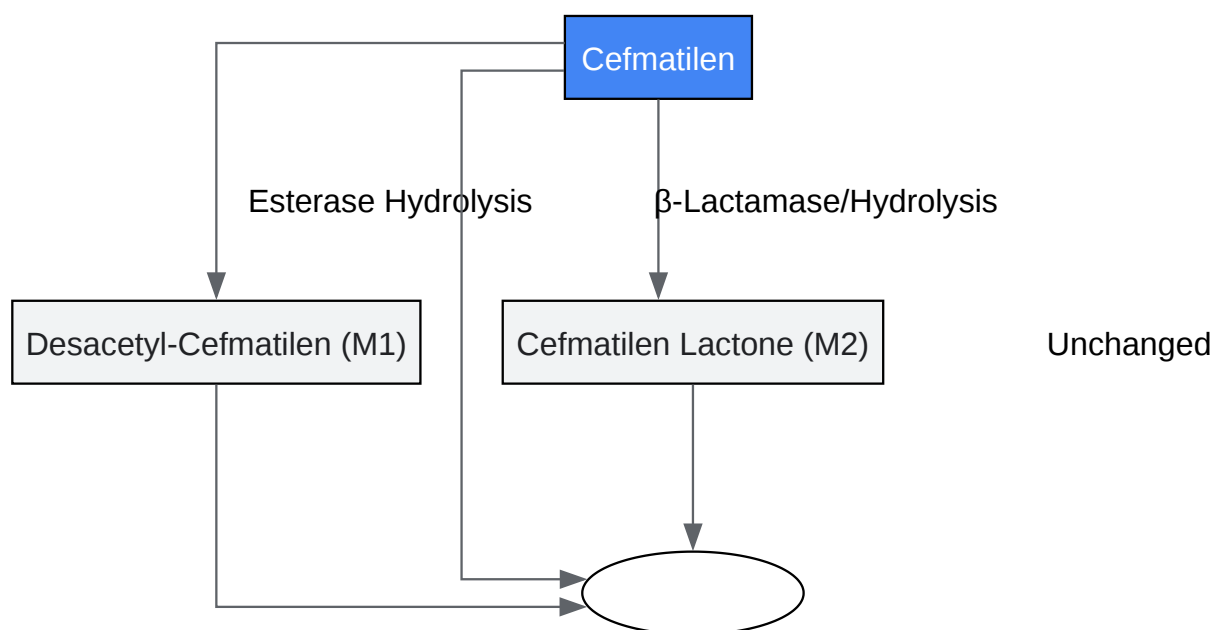 Cefmatilen
Esterase Hydrolysis
β-Lactamase/Hydrolysis
Desacetyl-Cefmatilen (M1)
Cefmatilen Lactone (M2)
Unchanged